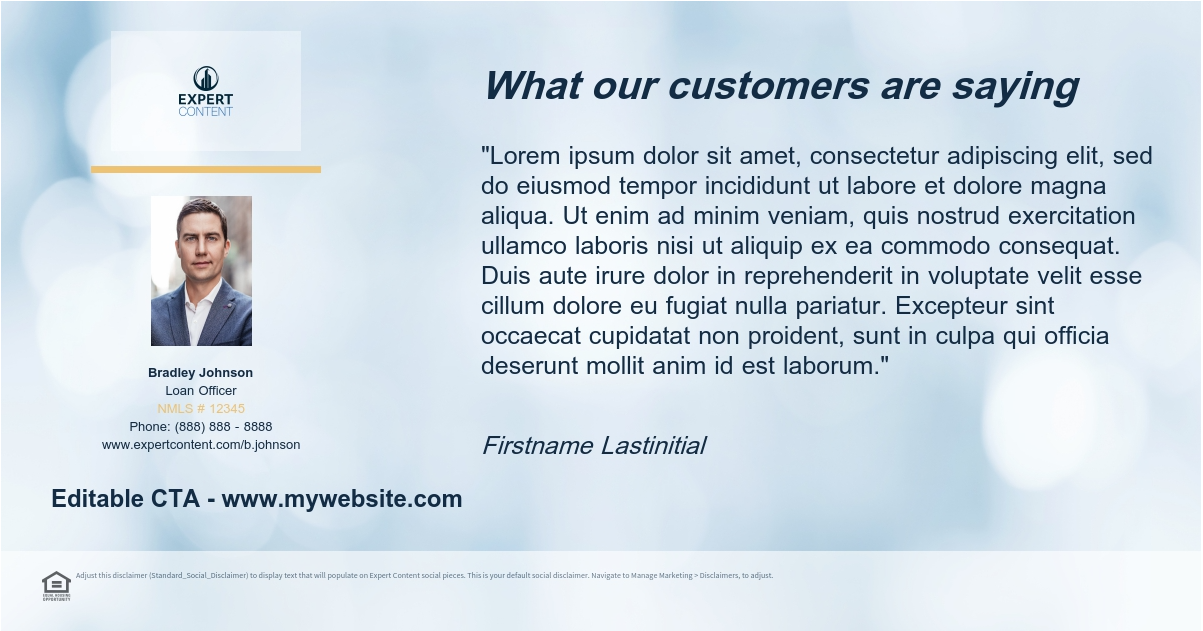 EXPERT
CONTENT
Bradley Johnson
Loan Officer
NMLS # 12345
Phone: (888) 888 - 8888
www.expertcontent.com/b.johnson
Editable CTA - www.mywebsite.com
What our customers are saying
"Lorem ipsum dolor sit amet, consectetur adipiscing elit, sed
do eiusmod tempor incididunt ut labore et dolore magna
aliqua. Ut enim ad minim veniam, quis nostrud exercitation
ullamco laboris nisi ut aliquip ex ea commodo consequat.
Duis aute irure dolor in reprehenderit in voluptate velit esse
cillum dolore eu fugiat nulla pariatur. Excepteur sint
occaecat cupidatat non proident, sunt in culpa qui officia
deserunt mollit anim id est laborum."
Firstname Lastinitial
EQUAL HOUSING
OPPORTUNITY
Adjust this disclaimer (Standard_Social_Disclaimer) to display text that will populate on Expert Content social pieces. This is your default social disclaimer. Navigate to Manage Marketing > Disclaimers, to adjust.